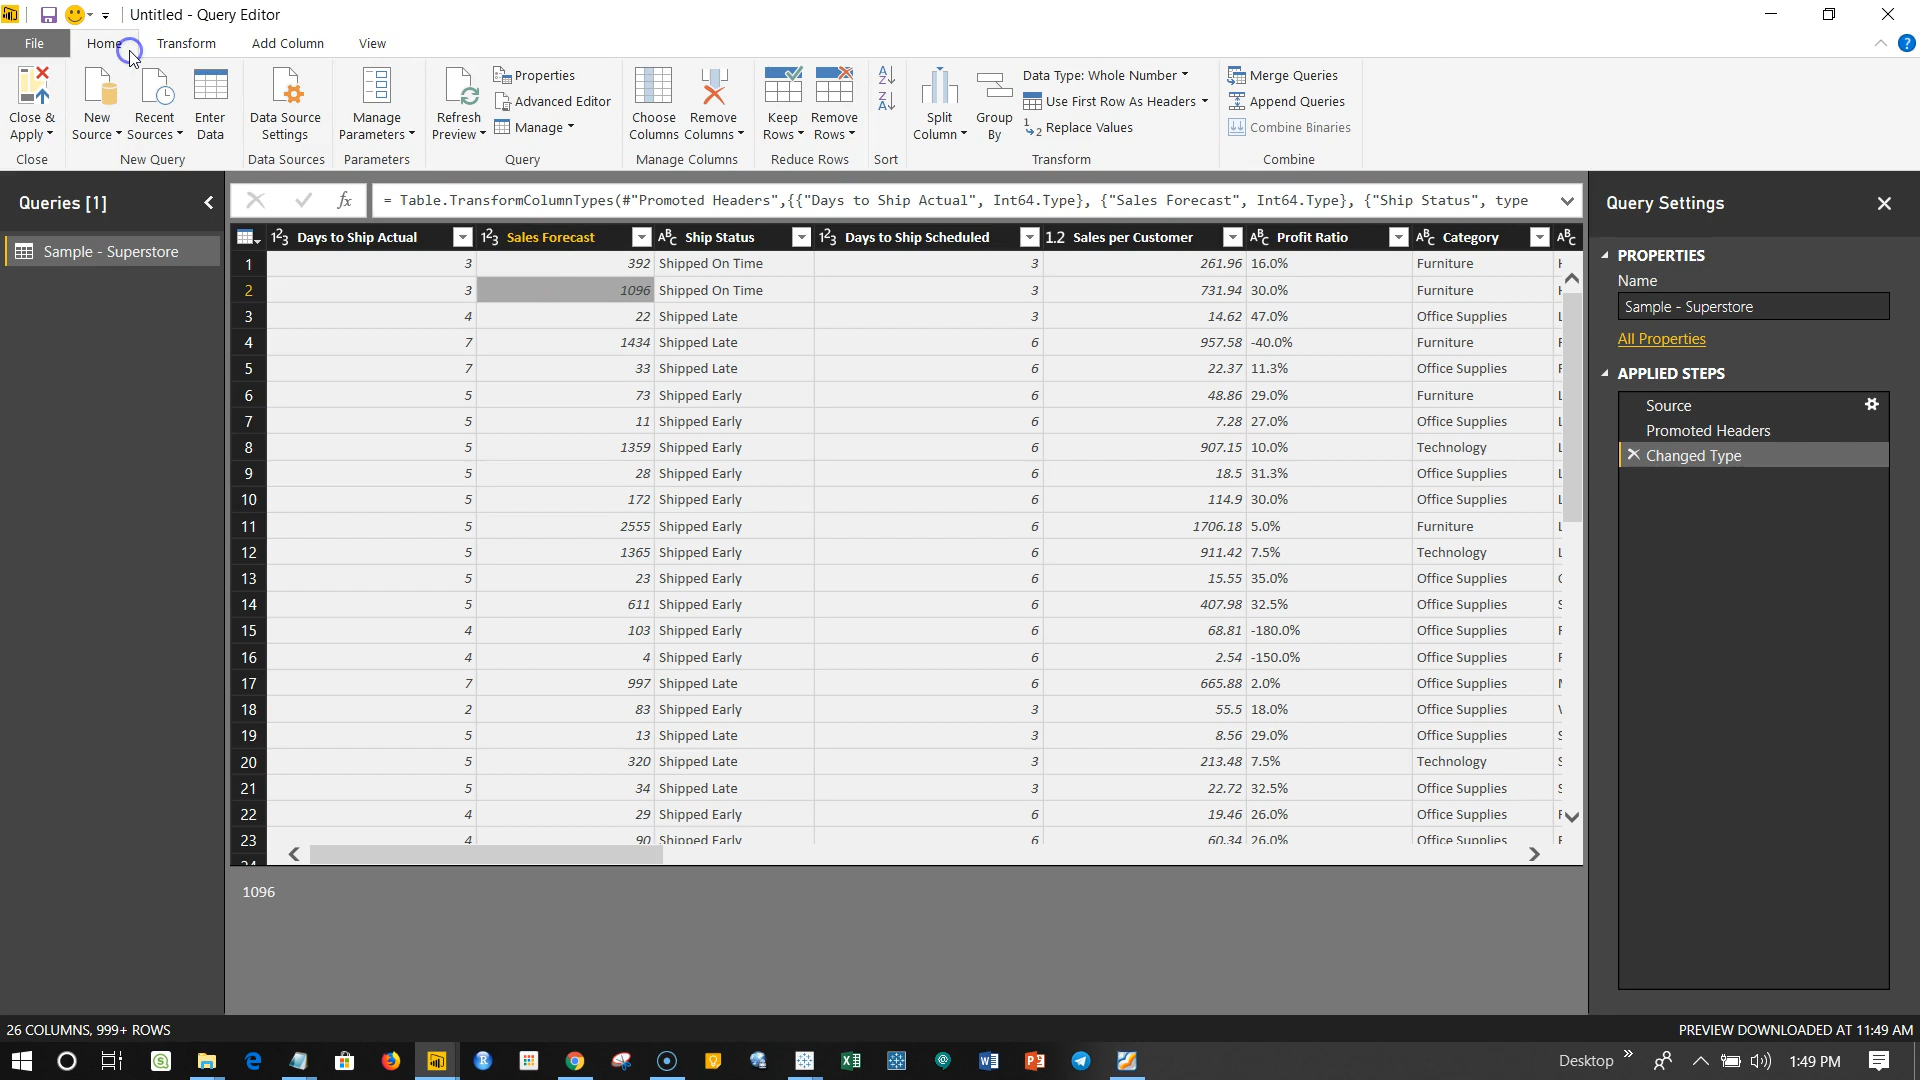 Untitled - Query Editor
File
Home
Transform
Add Column
View
Close &
Apply
New
Source
Recent
Sources
Enter
Data
Data Source
Settings
Manage
Parameters
Refresh
Preview
Properties
Advanced Editor
Manage
Choose
Columns
Remove
Columns
Keep
Rows
Remove
Rows
Split
Column
Group
By
Data Type: Whole Number
Use First Row As Headers
Replace Values
Merge Queries
Append Queries
Combine Binaries
Close
New Query
Data Sources
Parameters
Query
Manage Columns
Reduce Rows
Sort
Transform
Combine
Queries [1]
Sample - Superstore
fx = Table.TransformColumnTypes(#"Promoted Headers",{{"Days to Ship Actual", Int64.Type}, {"Sales Forecast", Int64.Type}, {"Ship Status", type
Days to Ship Actual Sales Forecast Ship Status Days to Ship Scheduled 1.2 Sales per Customer Profit Ratio Category
1 3 392 Shipped On Time 3 261.96 16.0% Furniture
2 3 1096 Shipped On Time 3 731.94 30.0% Furniture
3 4 22 Shipped Late 3 14.62 47.0% Office Supplies
4 7 1434 Shipped Late 6 957.58 -40.0% Furniture
5 7 33 Shipped Late 6 22.37 11.3% Office Supplies
6 5 73 Shipped Early 6 48.86 29.0% Furniture
7 5 11 Shipped Early 6 7.28 27.0% Office Supplies
8 5 1359 Shipped Early 6 907.15 10.0% Technology
9 5 28 Shipped Early 6 18.5 31.3% Office Supplies
10 5 172 Shipped Early 6 114.9 30.0% Office Supplies
11 5 2555 Shipped Early 6 1706.18 5.0% Furniture
12 5 1365 Shipped Early 6 911.42 7.5% Technology
13 5 23 Shipped Early 6 15.55 35.0% Office Supplies
14 5 611 Shipped Early 6 407.98 32.5% Office Supplies
15 4 103 Shipped Early 6 68.81 -180.0% Office Supplies
16 4 4 Shipped Early 6 2.54 -150.0% Office Supplies
17 7 997 Shipped Late 6 665.88 2.0% Office Supplies
18 2 83 Shipped Early 3 55.5 18.0% Office Supplies
19 5 13 Shipped Late 3 8.56 29.0% Office Supplies
20 5 320 Shipped Late 3 213.48 7.5% Technology
21 5 34 Shipped Late 3 22.72 32.5% Office Supplies
22 4 29 Shipped Early 6 19.46 26.0% Office Supplies
23 4 90 Shipped Early 6 60.34 26.0% Office Supplies
1096
Query Settings
PROPERTIES
Name
Sample - Superstore
All Properties
APPLIED STEPS
Source
Promoted Headers
Changed Type
26 COLUMNS, 999+ ROWS
PREVIEW DOWNLOADED AT 11:49 AM
Desktop
1:49 PM